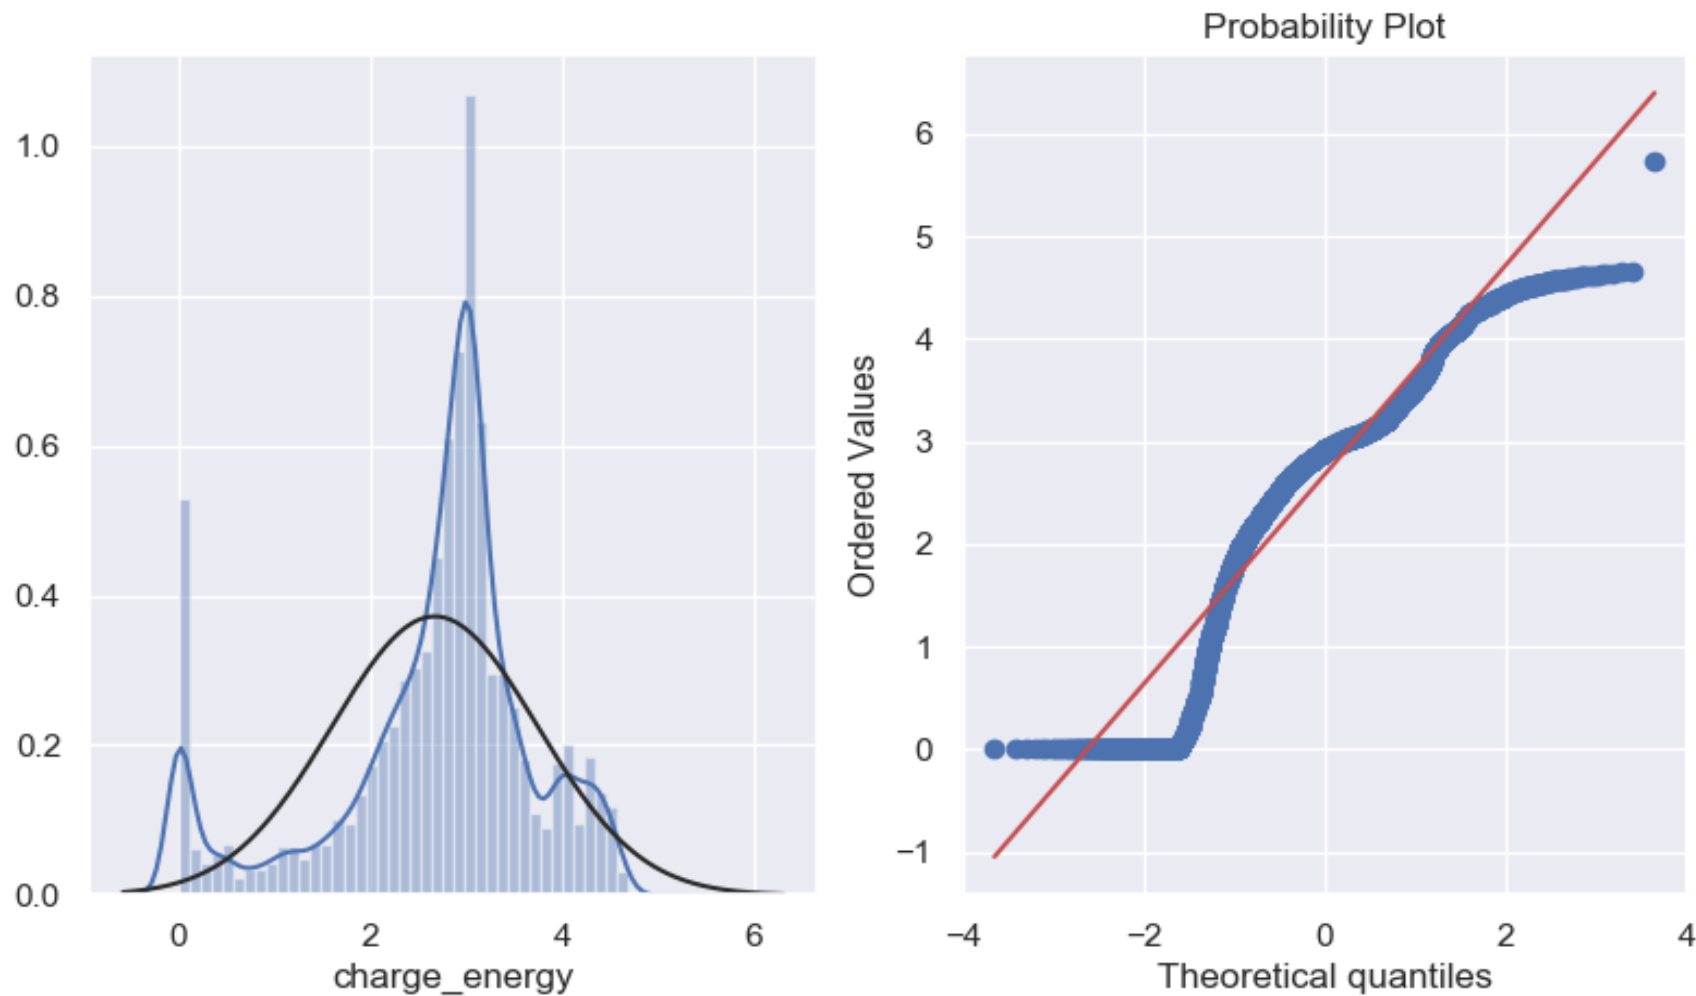 1.0
0.8
0.6
0.4
0.2
0.0
0 2 4 6
charge_energy
Probability Plot
Ordered Values
6
5
4
3
2
1
0
−1
−4 −2 0 2 4
Theoretical quantiles